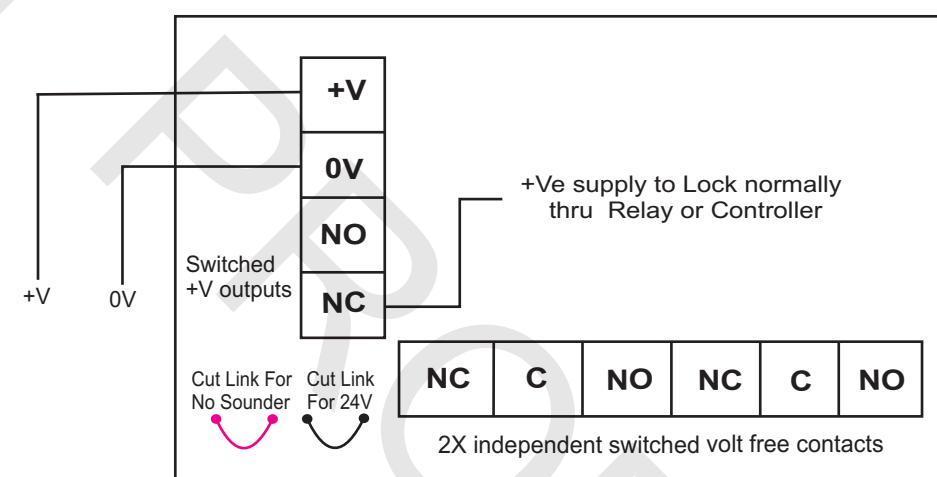 +V
0V
NO
NC
+V
0V
Switched
+V outputs
+Ve supply to Lock normally
thru Relay or Controller
Cut Link For
No Sounder
Cut Link
For 24V
NC C NO NC C NO
2X independent switched volt free contacts
PRO